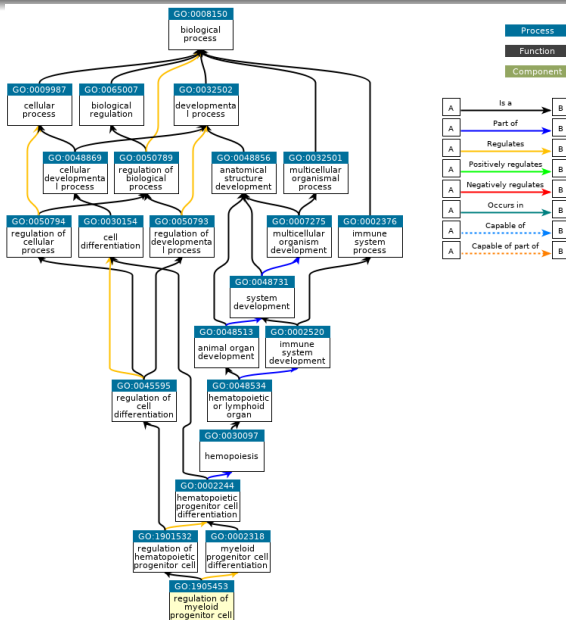 GO:0008150
biological
process
Process
Function
Component
GO:0009987
cellular
process
GO:0065007
biological
regulation
GO:0032502
developmenta
l process
A Is a B
A Part of B
A Regulates B
A Positively regulates B
A Negatively regulates B
A Occurs in B
A Capable of B
A Capable of part of B
GO:0048869
cellular
developmenta
l process
GO:0050789
regulation of
biological
process
GO:0048856
anatomical
structure
development
GO:0032501
multicellular
organismal
process
GO:0050794
regulation of
cellular
process
GO:0030154
cell
differentiation
GO:0050793
regulation of
developmenta
l process
GO:0007275
multicellular
organism
development
GO:0002376
immune
system
process
GO:0048731
system
development
GO:0048513
animal organ
development
GO:0002520
immune
system
development
GO:0045595
regulation of
cell
differentiation
GO:0048534
hematopoietic
or lymphoid
organ
GO:0030097
hemopoiesis
GO:0002244
hematopoietic
progenitor cell
differentiation
GO:1901532
regulation of
hematopoietic
progenitor cell
GO:0002318
myeloid
progenitor cell
differentiation
GO:1905453
regulation of
myeloid
progenitor cell